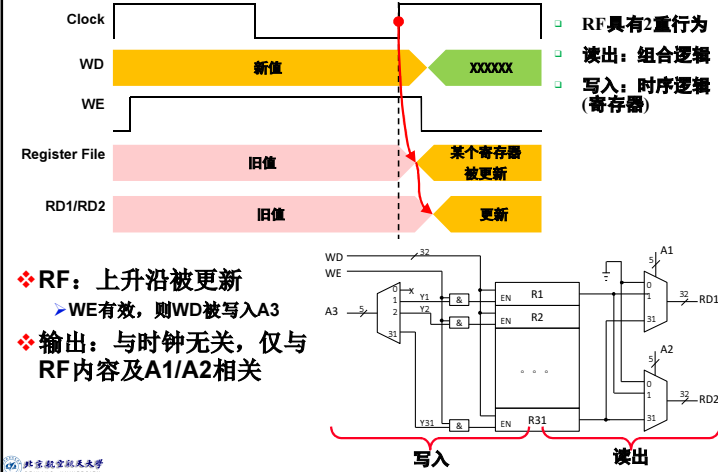 Clock
WD
新值
XXXXXX
WE
Register File
旧值
某个寄存器
被更新
RD1/RD2
旧值
更新
RF具有2重行为
读出：组合逻辑
写入：时序逻辑
(寄存器)
RF：上升沿被更新
WE有效，则WD被写入A3
输出：与时钟无关，仅与
RF内容及A1/A2相关
WD
32
WE
A3
5
0
x
1
Y1
&
EN
R1
2
Y2
&
EN
R2
。。。
31
Y31
&
EN
R31
A1
5
0
1
31
32
RD1
A2
5
0
1
31
32
RD2
写入
读出
北京航空航天大学